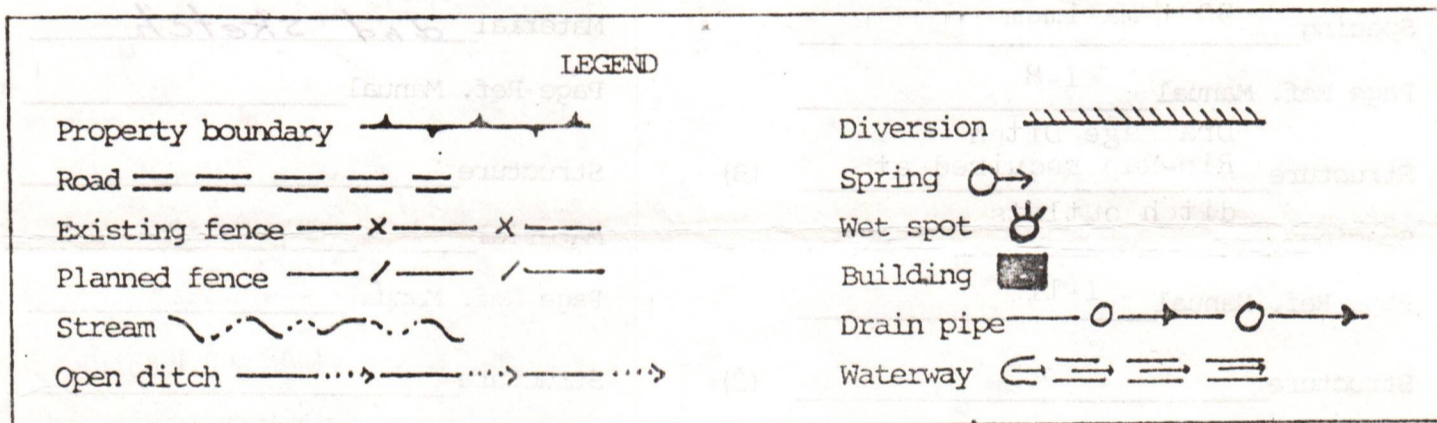 LEGEND
Property boundary
Road
Existing fence
Planned fence
Stream
Open ditch
Diversion
Spring
Wet spot
Building
Drain pipe
Waterway